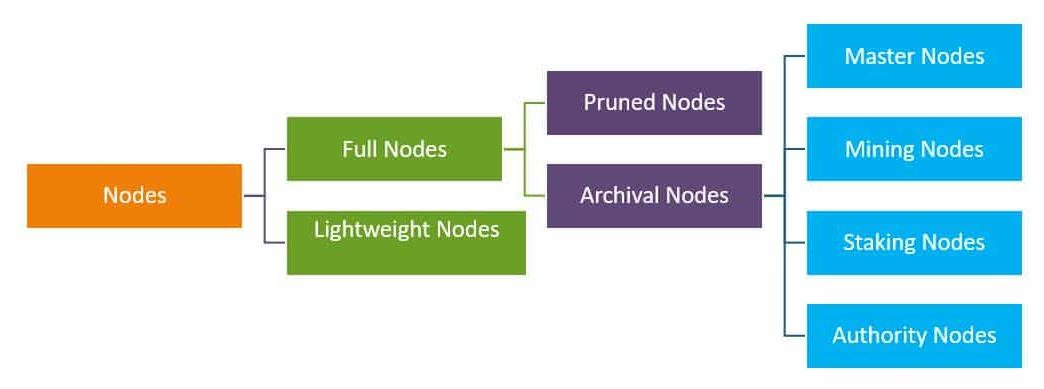 Nodes
Full Nodes
Lightweight Nodes
Pruned Nodes
Archival Nodes
Master Nodes
Mining Nodes
Staking Nodes
Authority Nodes